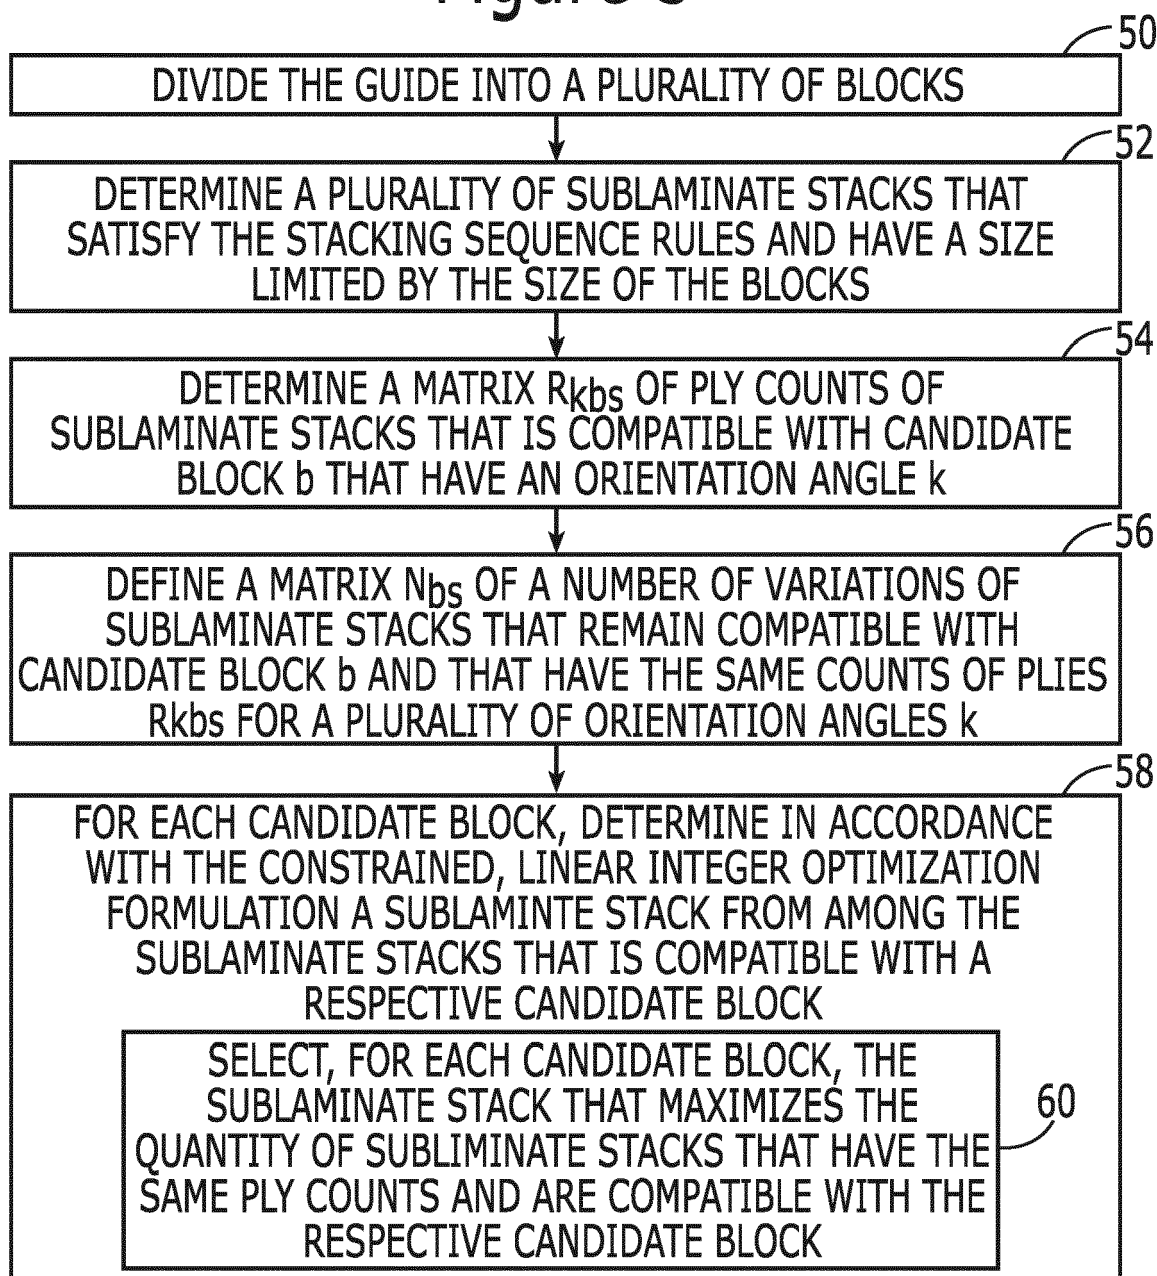 50
DIVIDE THE GUIDE INTO A PLURALITY OF BLOCKS
52
DETERMINE A PLURALITY OF SUBLAMINATE STACKS THAT
SATISFY THE STACKING SEQUENCE RULES AND HAVE A SIZE
LIMITED BY THE SIZE OF THE BLOCKS
54
DETERMINE A MATRIX Rkbs OF PLY COUNTS OF
SUBLAMINATE STACKS THAT IS COMPATIBLE WITH CANDIDATE
BLOCK b THAT HAVE AN ORIENTATION ANGLE k
56
DEFINE A MATRIX Nbs OF A NUMBER OF VARIATIONS OF
SUBLAMINATE STACKS THAT REMAIN COMPATIBLE WITH
CANDIDATE BLOCK b AND THAT HAVE THE SAME COUNTS OF PLIES
Rkbs FOR A PLURALITY OF ORIENTATION ANGLES k
58
FOR EACH CANDIDATE BLOCK, DETERMINE IN ACCORDANCE
WITH THE CONSTRAINED, LINEAR INTEGER OPTIMIZATION
FORMULATION A SUBLAMINTE STACK FROM AMONG THE
SUBLAMINATE STACKS THAT IS COMPATIBLE WITH A
RESPECTIVE CANDIDATE BLOCK
SELECT, FOR EACH CANDIDATE BLOCK, THE
SUBLAMINATE STACK THAT MAXIMIZES THE
QUANTITY OF SUBLIMINATE STACKS THAT HAVE THE
SAME PLY COUNTS AND ARE COMPATIBLE WITH THE
RESPECTIVE CANDIDATE BLOCK
60